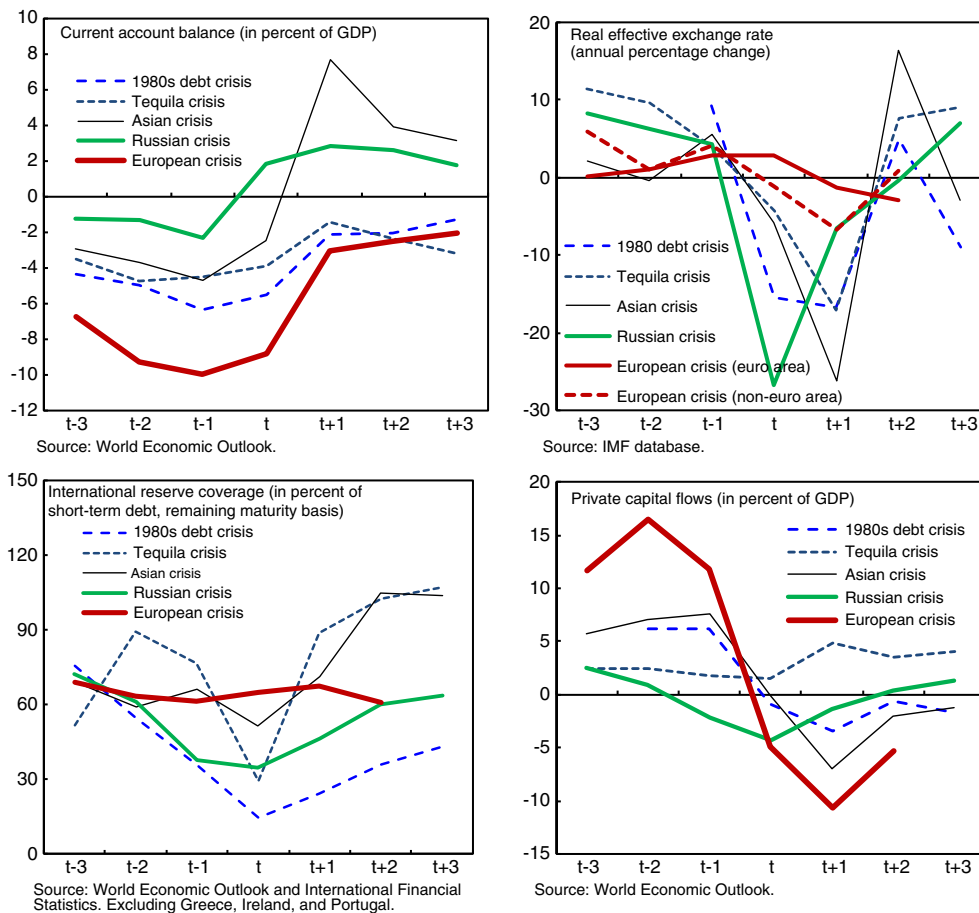 Current account balance (in percent of GDP)
10
8
6
4
2
0
-2
-4
-6
-8
-10
-12
1980s debt crisis
Tequila crisis
Asian crisis
Russian crisis
European crisis
t-3 t-2 t-1 t t+1 t+2 t+3
Source: World Economic Outlook.
Real effective exchange rate
(annual percentage change)
20
10
0
-10
-20
-30
1980 debt crisis
Tequila crisis
Asian crisis
Russian crisis
European crisis (euro area)
European crisis (non-euro area)
t-3 t-2 t-1 t t+1 t+2 t+3
Source: IMF database.
International reserve coverage (in percent of
short-term debt, remaining maturity basis)
150
120
90
60
30
0
1980s debt crisis
Tequila crisis
Asian crisis
Russian crisis
European crisis
t-3 t-2 t-1 t t+1 t+2 t+3
Source: World Economic Outlook and International Financial
Statistics. Excluding Greece, Ireland, and Portugal.
Private capital flows (in percent of GDP)
20
15
10
5
0
-5
-10
-15
1980s debt crisis
Tequila crisis
Asian crisis
Russian crisis
European crisis
t-3 t-2 t-1 t t+1 t+2 t+3
Source: World Economic Outlook.